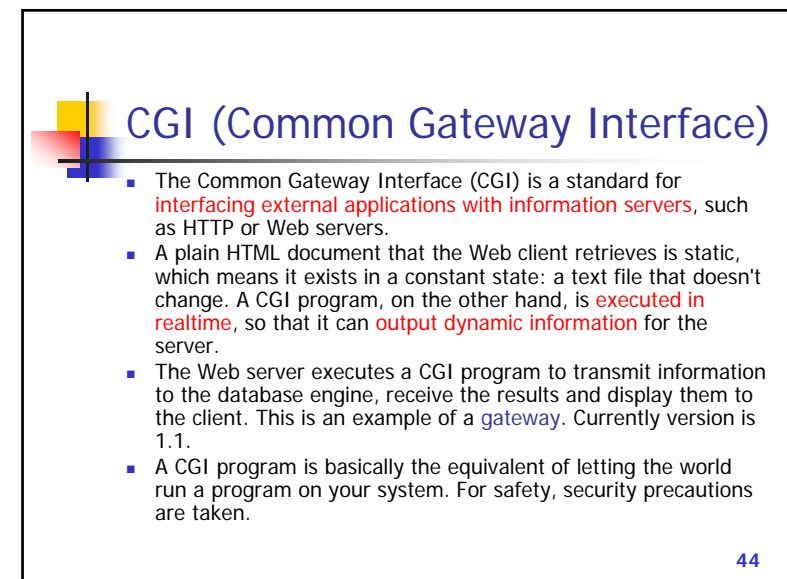 CGI (Common Gateway Interface)
The Common Gateway Interface (CGI) is a standard for
interfacing external applications with information servers, such
as HTTP or Web servers.
A plain HTML document that the Web client retrieves is static,
which means it exists in a constant state: a text file that doesn't
change. A CGI program, on the other hand, is executed in
realtime, so that it can output dynamic information for the
server.
The Web server executes a CGI program to transmit information
to the database engine, receive the results and display them to
the client. This is an example of a gateway. Currently version is
1.1.
A CGI program is basically the equivalent of letting the world
run a program on your system. For safety, security precautions
are taken.
44